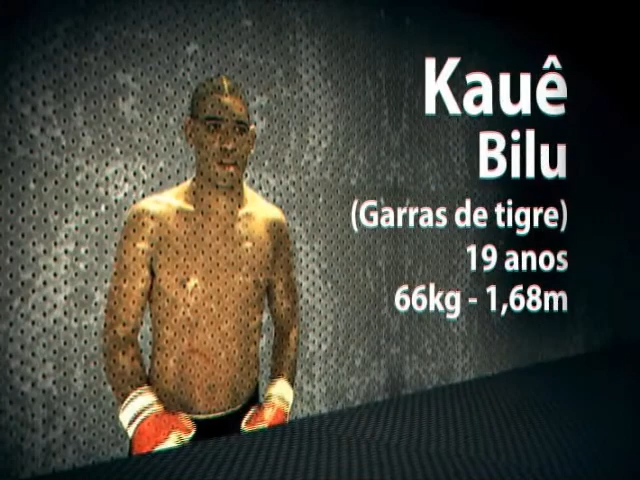 Kauê
Bilu
(Garras de tigre)
19 anos
66kg - 1,68m